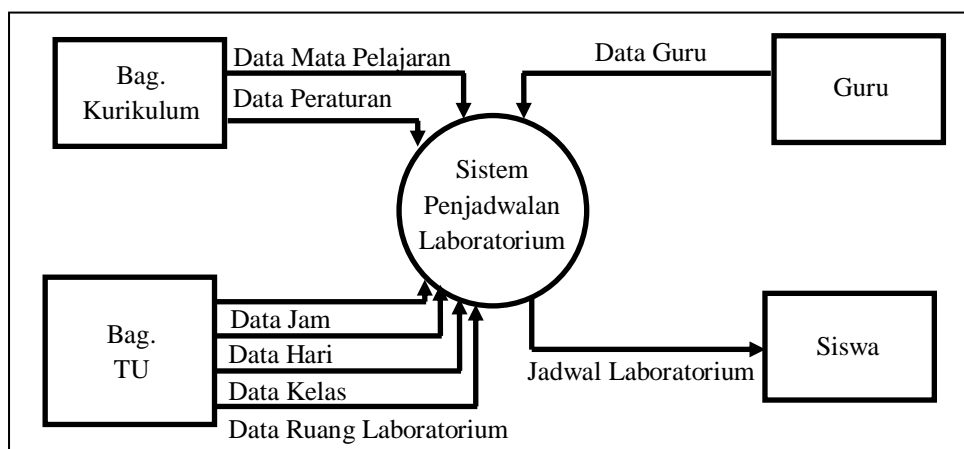 Bag.
Kurikulum
Data Mata Pelajaran
Data Peraturan
Data Guru
Guru
Sistem
Penjadwalan
Laboratorium
Bag.
TU
Data Jam
Data Hari
Data Kelas
Data Ruang Laboratorium
Jadwal Laboratorium
Siswa